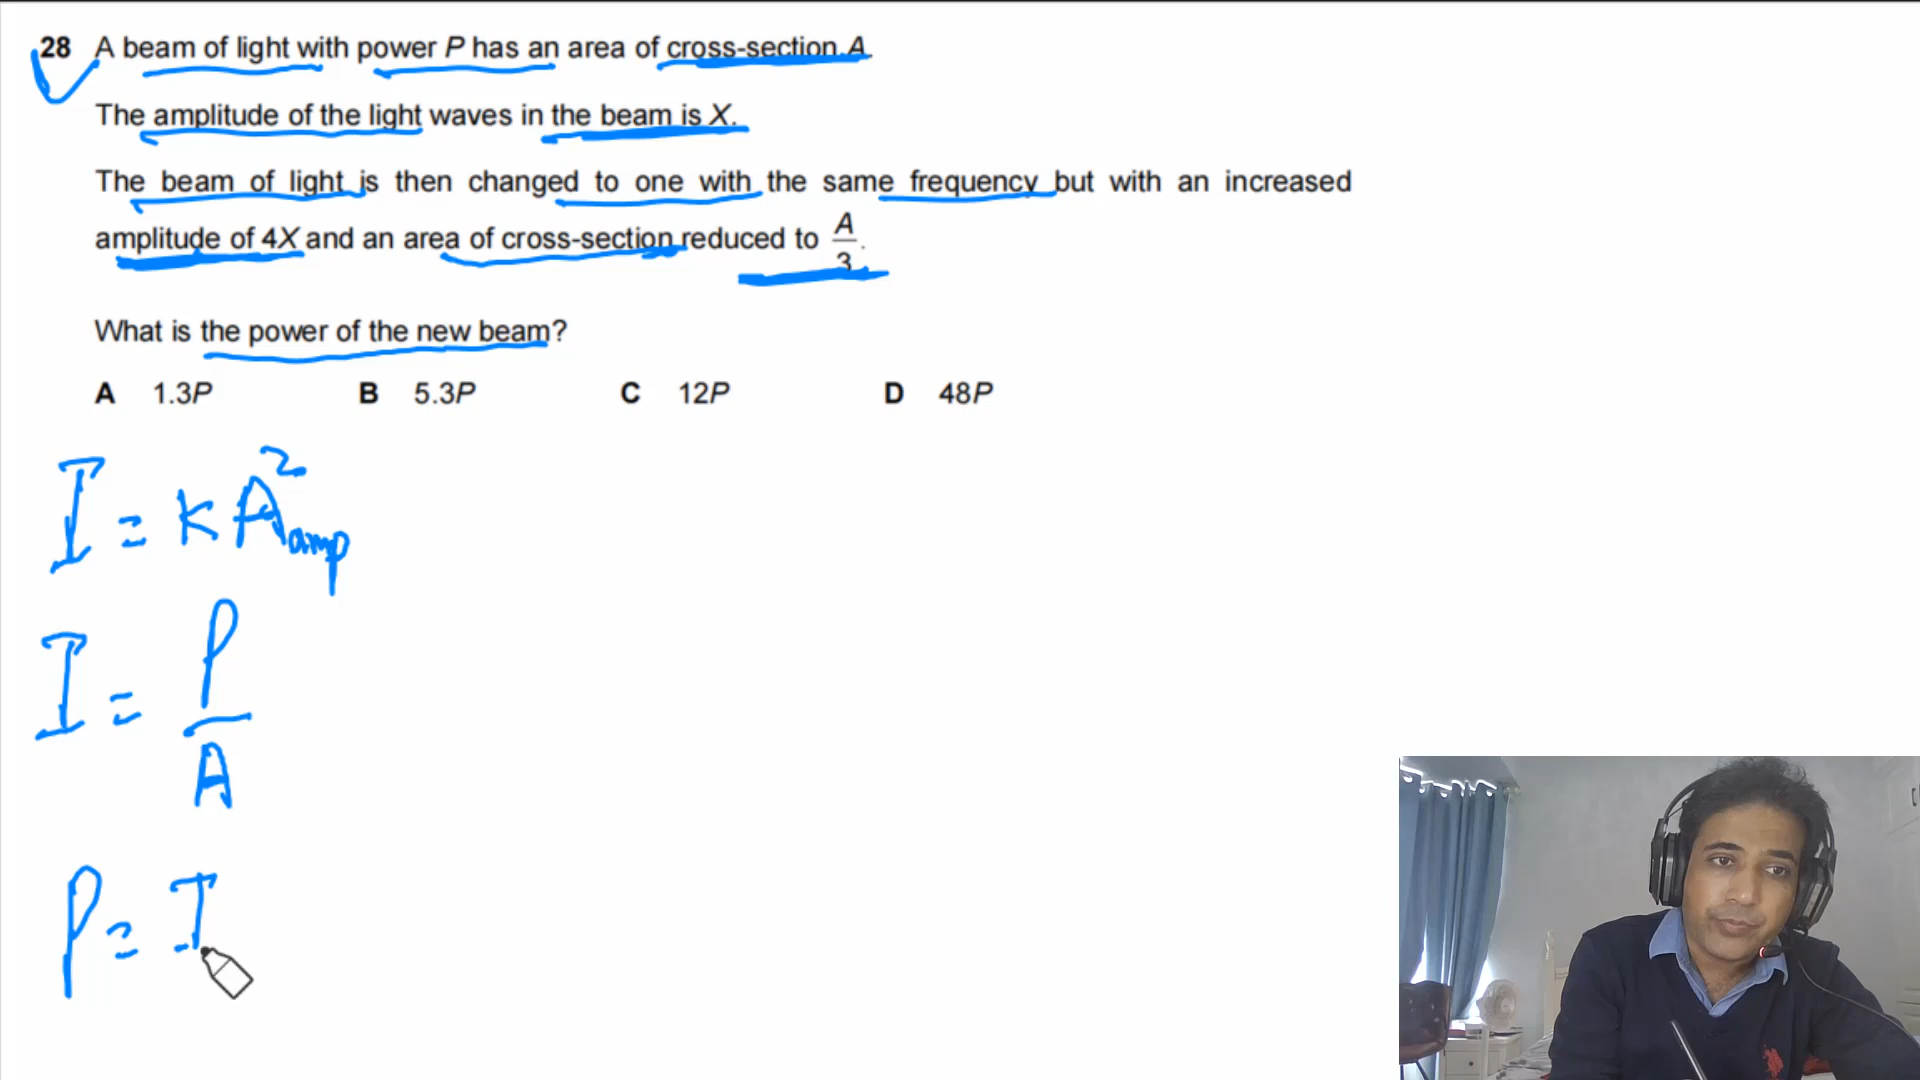 28 A beam of light with power P has an area of cross-section A
The amplitude of the light waves in the beam is X.
The beam of light is then changed to one with the same frequency but with an increased
amplitude of 4X and an area of cross-section reduced to A/3.
What is the power of the new beam?
A 1.3P B 5.3P C 12P D 48P
I = K A²amp
I = P/A
P = I